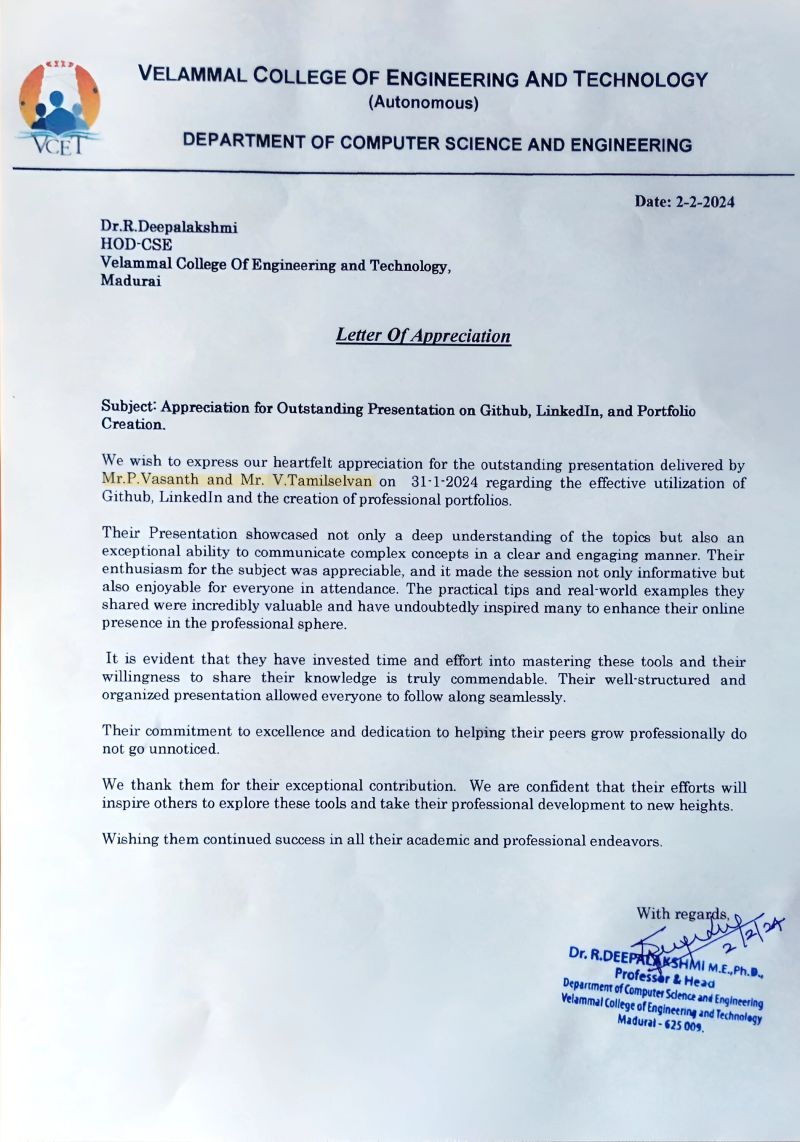 VCET
VELAMMAL COLLEGE OF ENGINEERING AND TECHNOLOGY
(Autonomous)
DEPARTMENT OF COMPUTER SCIENCE AND ENGINEERING
Date: 2-2-2024
Dr.R.Deepalakshmi
HOD-CSE
Velammal College Of Engineering and Technology,
Madurai
Letter Of Appreciation
Subject: Appreciation for Outstanding Presentation on Github, LinkedIn, and Portfolio
Creation.
We wish to express our heartfelt appreciation for the outstanding presentation delivered by
Mr.P.Vasanth and Mr. V.Tamilselvan on 31-1-2024 regarding the effective utilization of
Github, LinkedIn and the creation of professional portfolios.
Their Presentation showcased not only a deep understanding of the topics but also an
exceptional ability to communicate complex concepts in a clear and engaging manner. Their
enthusiasm for the subject was appreciable, and it made the session not only informative but
also enjoyable for everyone in attendance. The practical tips and real-world examples they
shared were incredibly valuable and have undoubtedly inspired many to enhance their online
presence in the professional sphere.
It is evident that they have invested time and effort into mastering these tools and their
willingness to share their knowledge is truly commendable. Their well-structured and
organized presentation allowed everyone to follow along seamlessly.
Their commitment to excellence and dedication to helping their peers grow professionally do
not go unnoticed.
We thank them for their exceptional contribution. We are confident that their efforts will
inspire others to explore these tools and take their professional development to new heights.
Wishing them continued success in all their academic and professional endeavors.
With regards,
2/2/24
Dr. R.DEEPALAKSHMI M.E.,Ph.D.,
Professor & Head
Department of Computer Science and Engineering
Velammal College of Engineering and Technology
Madurai - 625 009.